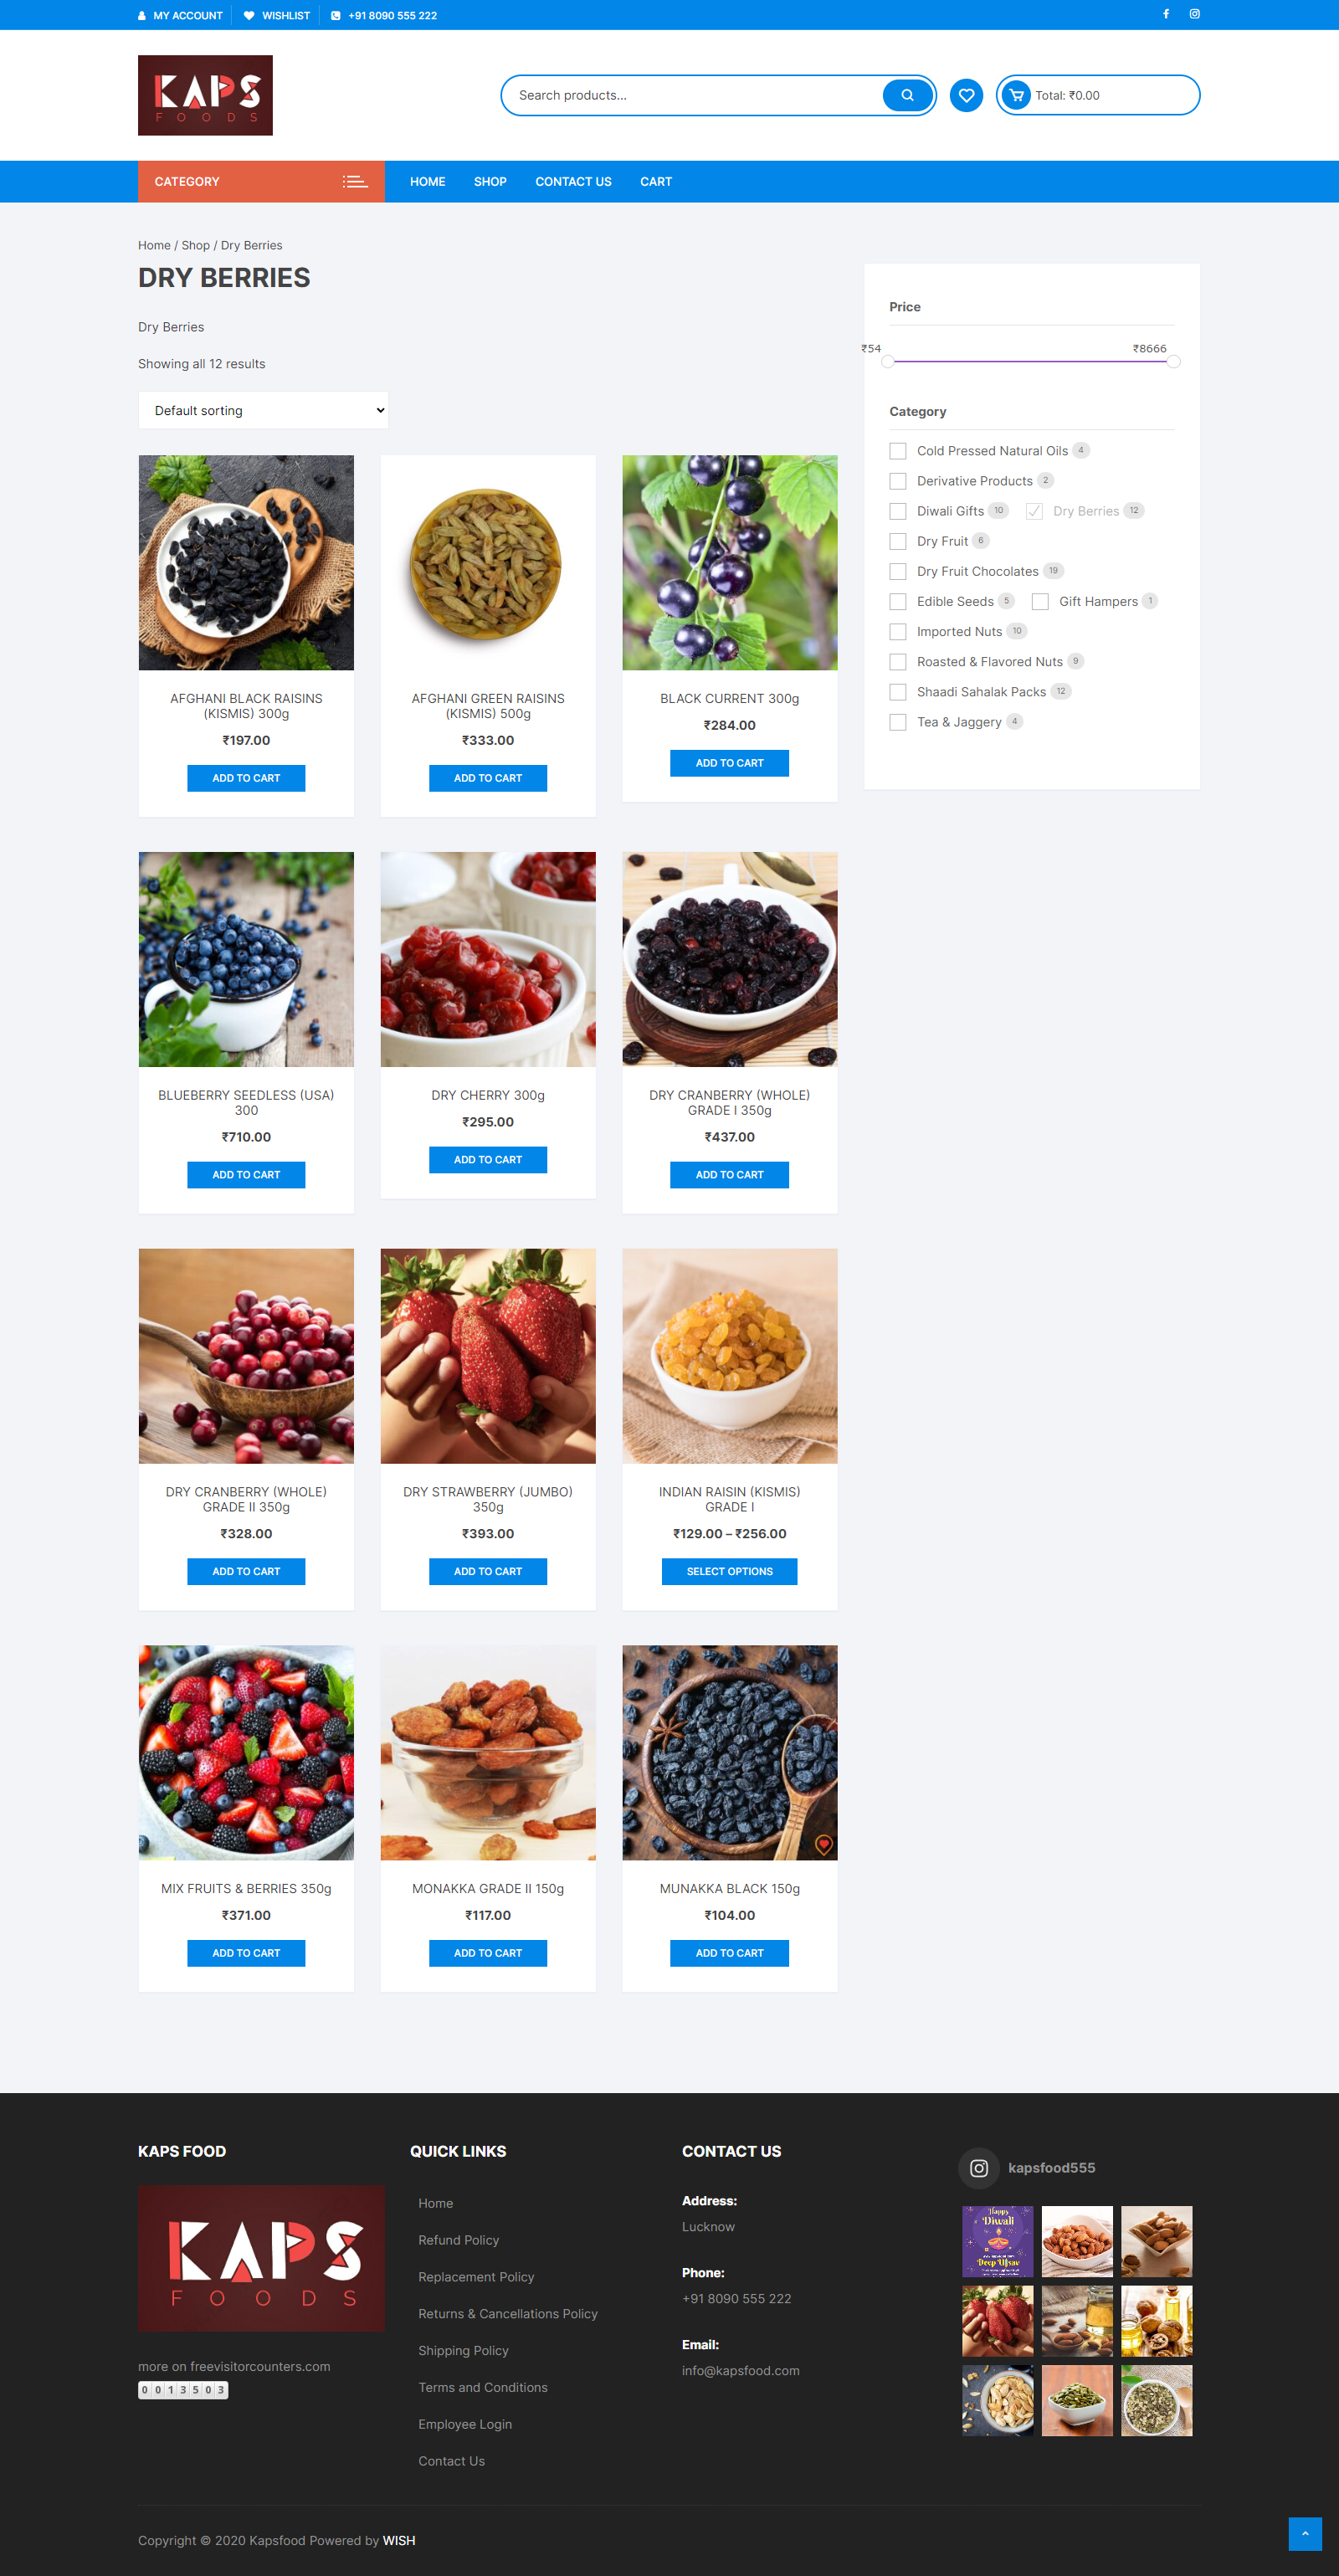 MY ACCOUNT
WISHLIST
+91 8090 555 222
KAPS
FOODS
Search products...
Total: ₹0.00
CATEGORY
HOME
SHOP
CONTACT US
CART
Home / Shop / Dry Berries
DRY BERRIES
Dry Berries
Showing all 12 results
Default sorting
AFGHANI BLACK RAISINS
(KISMIS) 300g
₹197.00
ADD TO CART
AFGHANI GREEN RAISINS
(KISMIS) 500g
₹333.00
ADD TO CART
BLACK CURRENT 300g
₹284.00
ADD TO CART
BLUEBERRY SEEDLESS (USA)
300
₹710.00
ADD TO CART
DRY CHERRY 300g
₹295.00
ADD TO CART
DRY CRANBERRY (WHOLE)
GRADE I 350g
₹437.00
ADD TO CART
DRY CRANBERRY (WHOLE)
GRADE II 350g
₹328.00
ADD TO CART
DRY STRAWBERRY (JUMBO)
350g
₹393.00
ADD TO CART
INDIAN RAISIN (KISMIS)
GRADE I
₹129.00 – ₹256.00
SELECT OPTIONS
MIX FRUITS & BERRIES 350g
₹371.00
ADD TO CART
MONAKKA GRADE II 150g
₹117.00
ADD TO CART
MUNAKKA BLACK 150g
₹104.00
ADD TO CART
Price
₹54
₹8666
Category
Cold Pressed Natural Oils 4
Derivative Products 2
Diwali Gifts 10
Dry Berries 12
Dry Fruit 6
Dry Fruit Chocolates 19
Edible Seeds 5
Gift Hampers 1
Imported Nuts 10
Roasted & Flavored Nuts 9
Shaadi Sahalak Packs 12
Tea & Jaggery 4
KAPS FOOD
KAPS
FOODS
more on freevisitorcounters.com
0013503
QUICK LINKS
Home
Refund Policy
Replacement Policy
Returns & Cancellations Policy
Shipping Policy
Terms and Conditions
Employee Login
Contact Us
CONTACT US
Address:
Lucknow
Phone:
+91 8090 555 222
Email:
info@kapsfood.com
kapsfood555
Happy
Diwali
Deep Utsav
Copyright © 2020 Kapsfood Powered by WISH